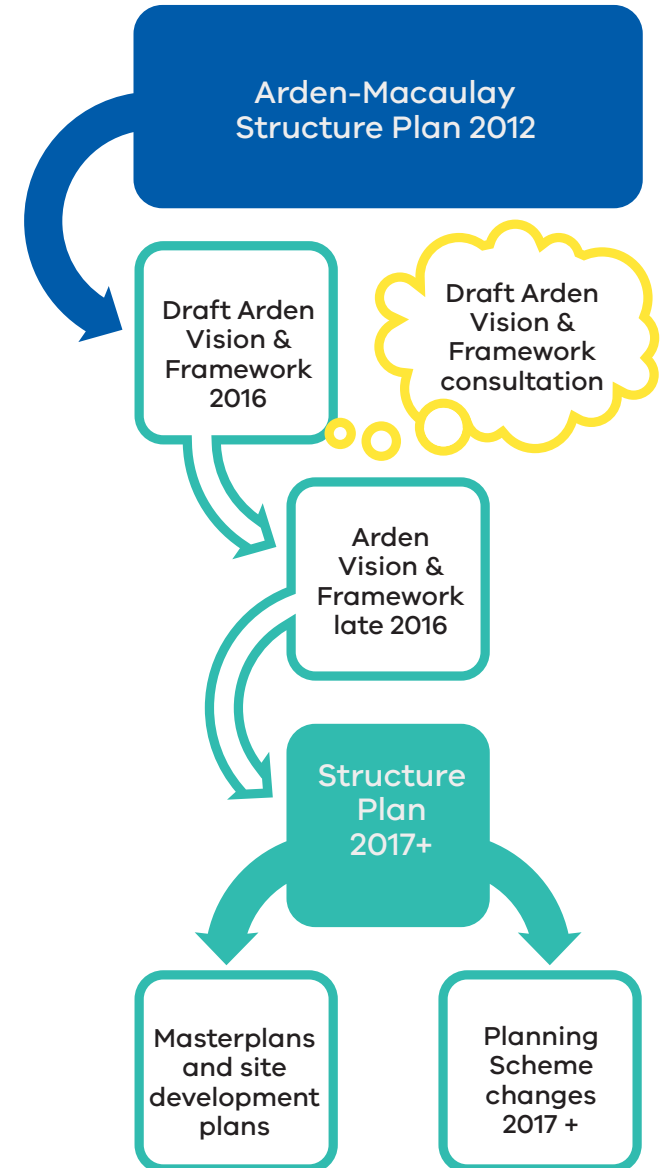 Arden-Macaulay
Structure Plan 2012
Draft Arden
Vision &
Framework
2016
Draft Arden
Vision &
Framework
consultation
Arden
Vision &
Framework
late 2016
Structure
Plan
2017+
Masterplans
and site
development
plans
Planning
Scheme
changes
2017 +